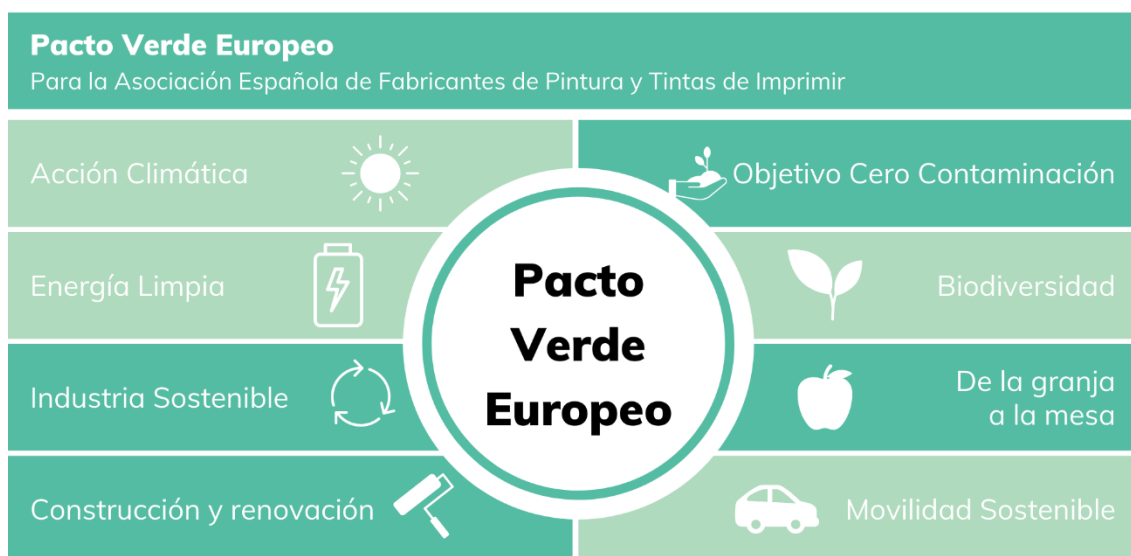 Pacto Verde Europeo
Para la Asociación Española de Fabricantes de Pintura y Tintas de Imprimir
Acción Climática
Objetivo Cero Contaminación
Energía Limpia
Biodiversidad
Industria Sostenible
De la granja
a la mesa
Construcción y renovación
Movilidad Sostenible
Pacto
Verde
Europeo